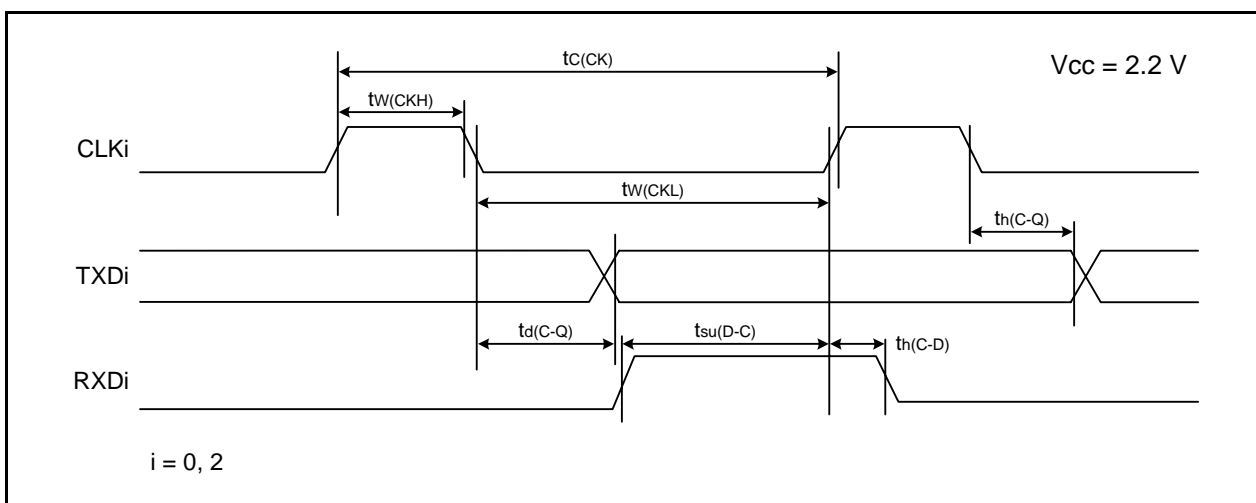 tC(CK)
Vcc = 2.2 V
tW(CKH)
CLKi
tW(CKL)
th(C-Q)
TXDi
td(C-Q)
tsu(D-C)
th(C-D)
RXDi
i = 0, 2